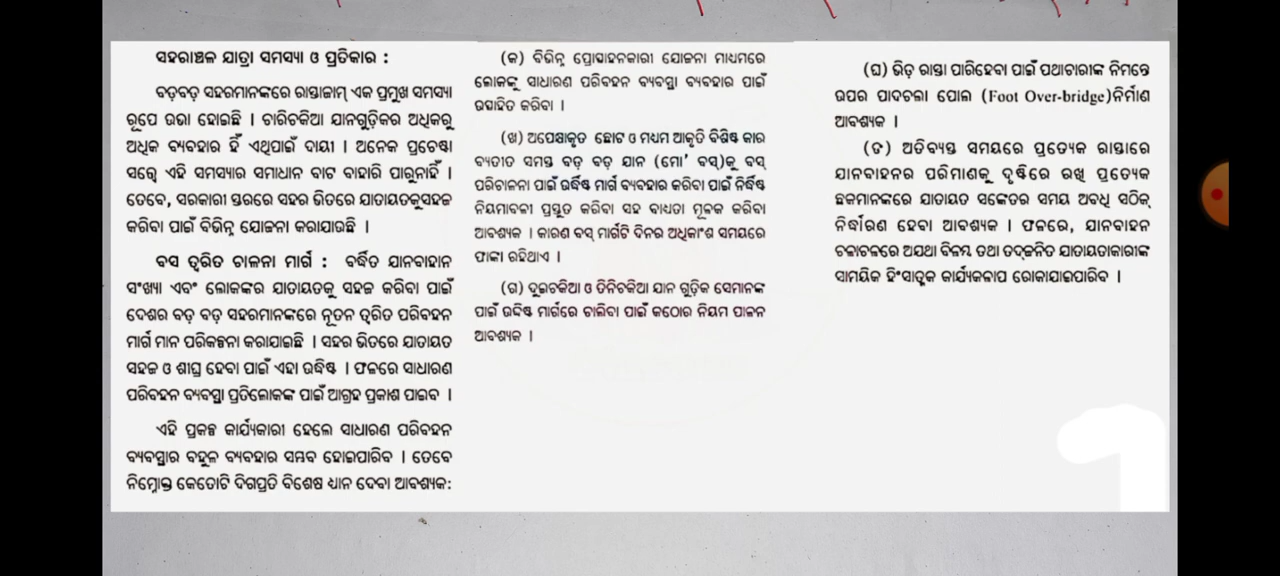 ସହରାଞ୍ଚଳ ଯାତ୍ରା ସମସ୍ୟା ଓ ପ୍ରତିକାର :
ବଡ଼ବଡ଼ ସହରମାନଙ୍କରେ ରାସ୍ତାଜାମ୍ ଏକ ପ୍ରମୁଖ ସମସ୍ୟା
ରୂପେ ଉଭା ହୋଇଛି । ଚାରିଚକିଆ ଯାନଗୁଡ଼ିକର ଅଧିକରୁ
ଅଧିକ ବ୍ୟବହାର ହିଁ ଏଥିପାଇଁ ଦାୟୀ । ଅନେକ ପ୍ରଚେଷ୍ଟା
ସତ୍ତ୍ୱେ ଏହି ସମସ୍ୟାର ସମାଧାନ ବାଟ ବାହାରି ପାରୁନାହିଁ ।
ତେବେ, ସରକାରୀ ସ୍ତରରେ ସହର ଭିତରେ ଯାତାୟତକୁସହଜ
କରିବା ପାଇଁ ବିଭିନ୍ନ ଯୋଜନା କରାଯାଉଛି ।
ବସ ତ୍ୱରିତ ଚାଳନା ମାର୍ଗ : ବର୍ଦ୍ଧିତ ଯାନବାହାନ
ସଂଖ୍ୟା ଏବଂ ଲୋକଙ୍କର ଯାତାୟତକୁ ସହଜ କରିବା ପାଇଁ
ଦେଶର ବଡ଼ ବଡ଼ ସହରମାନଙ୍କରେ ନୂତନ ତ୍ୱରିତ ପରିବହନ
ମାର୍ଗ ମାନ ପରିକଳ୍ପନା କରାଯାଇଛି । ସହର ଭିତରେ ଯାତାୟତ
ସହଜ ଓ ଶୀଘ୍ର ହେବା ପାଇଁ ଏହା ଉଦ୍ଧିଷ୍ଟ । ଫଳରେ ସାଧାରଣ
ପରିବହନ ବ୍ୟବସ୍ଥା ପ୍ରତିଲୋକଙ୍କ ପାଇଁ ଆଗ୍ରହ ପ୍ରକାଶ ପାଇବ ।
ଏହି ପ୍ରକଳ୍ପ କାର୍ଯ୍ୟକାରୀ ହେଲେ ସାଧାରଣ ପରିବହନ
ବ୍ୟବସ୍ଥାର ବହୁଳ ବ୍ୟବହାର ସମ୍ଭବ ହୋଇପାରିବ । ତେବେ
ନିମ୍ନୋକ୍ତ କେତୋଟି ଦିଗପ୍ରତି ବିଶେଷ ଧ୍ୟାନ ଦେବା ଆବଶ୍ୟକ:
(କ) ବିଭିନ୍ନ ପ୍ରୋତ୍ସାହନକାରୀ ଯୋଜନା ମାଧ୍ୟମରେ
ଲୋକଙ୍କୁ ସାଧାରଣ ପରିବହନ ବ୍ୟବସ୍ଥା ବ୍ୟବହାର ପାଇଁ
ଉତ୍ସାହିତ କରିବା ।
(ଖ) ଅପେକ୍ଷାକୃତ ଛୋଟ ଓ ମଧ୍ୟମ ଆକୃତି ବିଶିଷ୍ଟ କାର
ବ୍ୟତୀତ ସମସ୍ତ ବଡ଼ ବଡ଼ ଯାନ (ମୋ’ ବସ୍)କୁ ବସ୍
ପରିଚାଳନା ପାଇଁ ଉର୍ଦ୍ଧିଷ୍ଟ ମାର୍ଗ ବ୍ୟବହାର କରିବା ପାଇଁ ନିର୍ଦ୍ଧିଷ୍ଟ
ନିୟମାବଳୀ ପ୍ରସ୍ତୁତ କରିବା ସହ ବାଧ୍ୟତା ମୂଳକ କରିବା
ଆବଶ୍ୟକ । କାରଣ ବସ୍ ମାର୍ଗଟି ଦିନର ଅଧିକାଂଶ ସମୟରେ
ଫାଙ୍କା ରହିଥାଏ ।
(ଗ) ଦୁଇଚକିଆ ଓ ତିନିଚକିଆ ଯାନ ଗୁଡ଼ିକ ସେମାନଙ୍କ
ପାଇଁ ଉଦ୍ଦିଷ୍ଟ ମାର୍ଗରେ ଚାଲିବା ପାଇଁ କଠୋର ନିୟମ ପାଳନ
ଆବଶ୍ୟକ ।
(ଘ) ଭିଡ଼ ରାସ୍ତା ପାରିହେବା ପାଇଁ ପଥାଚାରୀଙ୍କ ନିମନ୍ତେ
ଉପର ପାଦଚଲା ପୋଲ (Foot Over-bridge)ନିର୍ମାଣ
ଆବଶ୍ୟକ ।
(ଙ) ଅତିବ୍ୟସ୍ତ ସମୟରେ ପ୍ରତ୍ୟେକ ରାସ୍ତାରେ
ଯାନବାହନର ପରିମାଣକୁ ଦୃଷ୍ଟିରେ ରଖି ପ୍ରତ୍ୟେକ
ଛକମାନଙ୍କରେ ଯାତାୟତ ସଙ୍କେତର ସମୟ ଅବଧି ସଠିକ୍
ନିର୍ଦ୍ଧାରଣ ହେବା ଆବଶ୍ୟକ । ଫଳରେ, ଯାନବାହନ
ଚଳାଚଳରେ ଅଯଥା ବିଳମ୍ବ ତଥା ତଦ୍‌ଜନିତ ଯାତାୟତକାରୀଙ୍କ
ସାମୟିକ ହିଂସାତ୍ମକ କାର୍ଯ୍ୟକଳାପ ରୋକାଯାଇପାରିବ ।
1